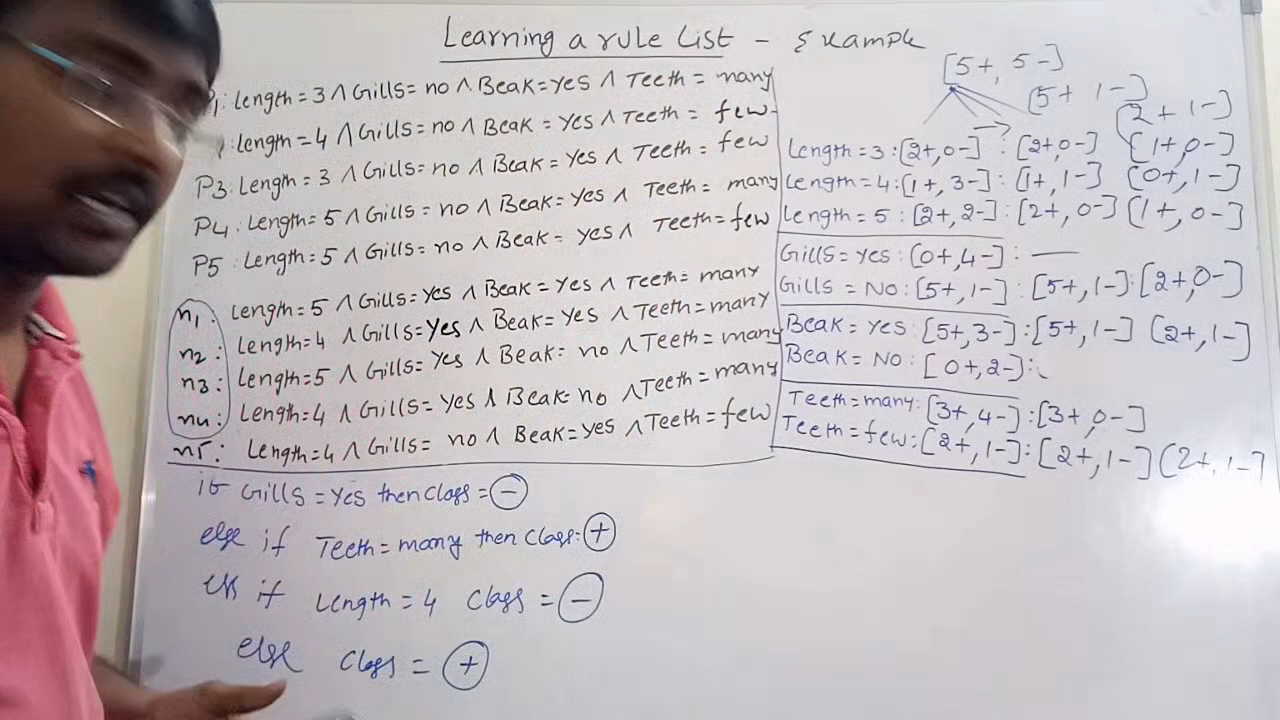 Learning a rule List - Example
1: Length = 3 ∧ Gills = no ∧ Beak = yes ∧ Teeth = many
: Length = 4 ∧ Gills = no ∧ Beak = yes ∧ Teeth = few
P3: Length = 3 ∧ Gills = no ∧ Beak = yes ∧ Teeth = few
P4: Length = 5 ∧ Gills = no ∧ Beak = yes ∧ Teeth = many
P5: Length = 5 ∧ Gills = no ∧ Beak = yes ∧ Teeth = few
n1: Length = 5 ∧ Gills = yes ∧ Beak = yes ∧ Teeth = many
n2: Length = 4 ∧ Gills = Yes ∧ Beak = yes ∧ Teeth = many
n3: Length = 5 ∧ Gills = yes ∧ Beak = no ∧ Teeth = many
n4: Length = 4 ∧ Gills = yes ∧ Beak = no ∧ Teeth = many
n5: Length = 4 ∧ Gills = no ∧ Beak = yes ∧ Teeth = few
if Gills = yes then class = -
else if Teeth = many then class = +
else if Length = 4 class = -
else class = +
[5+, 5-]
[5+ 1-]
[2+ 1-]
Length = 3 : [2+, 0-] : [2+, 0-] [1+, 0-]
Length = 4 : [1+, 3-] : [1+, 1-] [0+, 1-]
Length = 5 : [2+, 2-] : [2+, 0-] [1+, 0-]
Gills = yes : [0+, 4-] : —
Gills = NO : [5+, 1-] : [5+, 1-] : [2+, 0-]
Beak = yes : [5+, 3-] : [5+, 1-] [2+, 1-]
Beak = NO : [0+, 2-] :
Teeth = many : [3+, 4-] : [3+, 0-]
Teeth = few : [2+, 1-] : [2+, 1-] [2+, 1-]